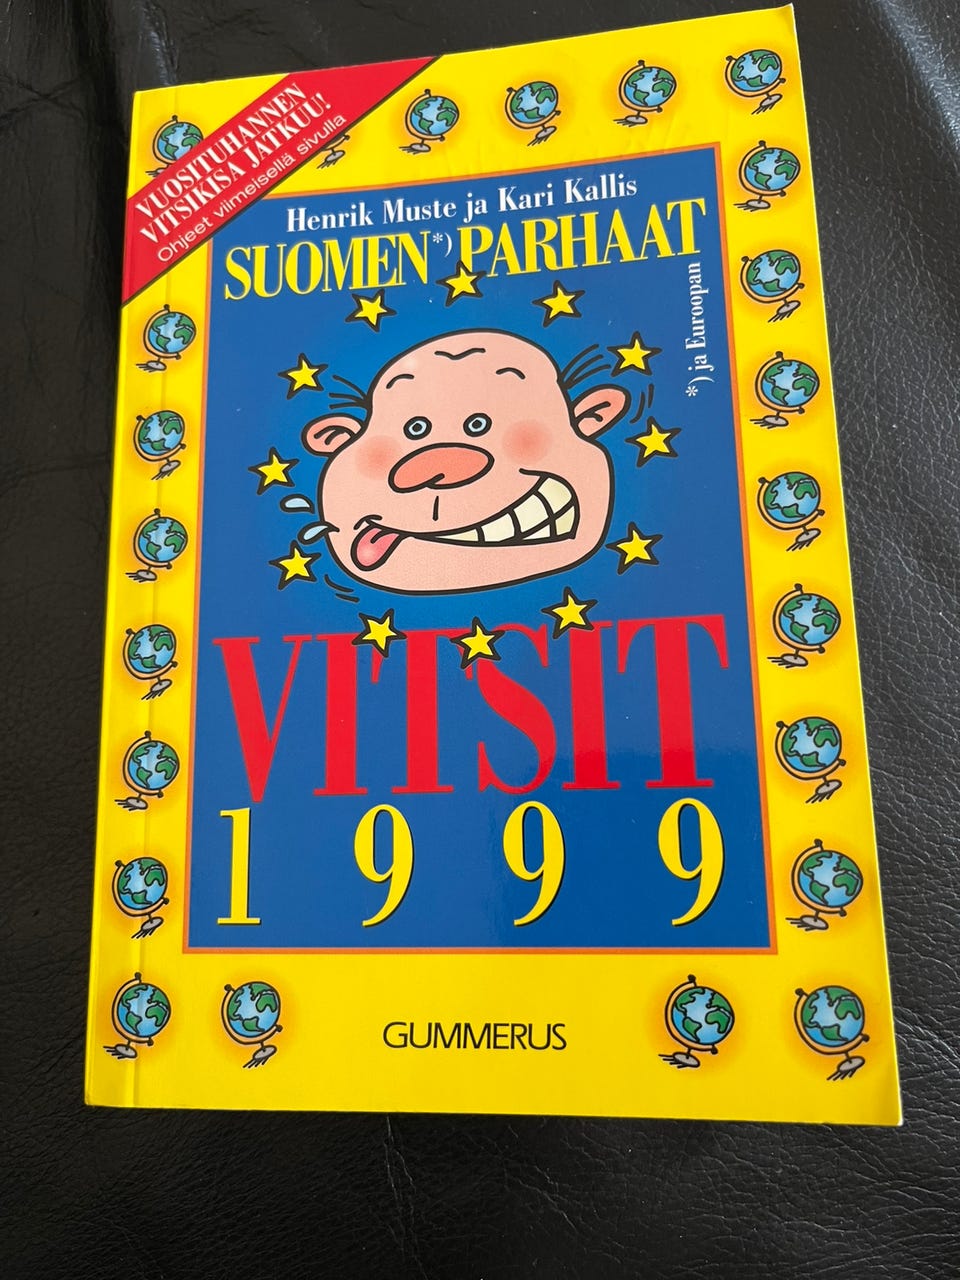 VUOSITUHANNEN
VITSIKISA JATKUU!
Ohjeet viimeisellä sivulla
Henrik Muste ja Kari Kallis
SUOMEN*) PARHAAT
*) ja Euroopan
VITSIT
1999
GUMMERUS